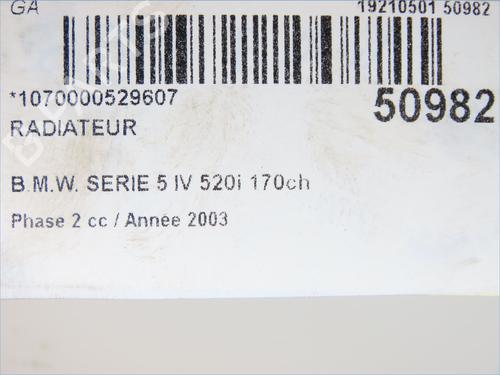 GA 19210501 50982
*1070000529607 50982
RADIATEUR
B.M.W. SERIE 5 IV 520i 170ch
Phase 2 cc / Année 2003